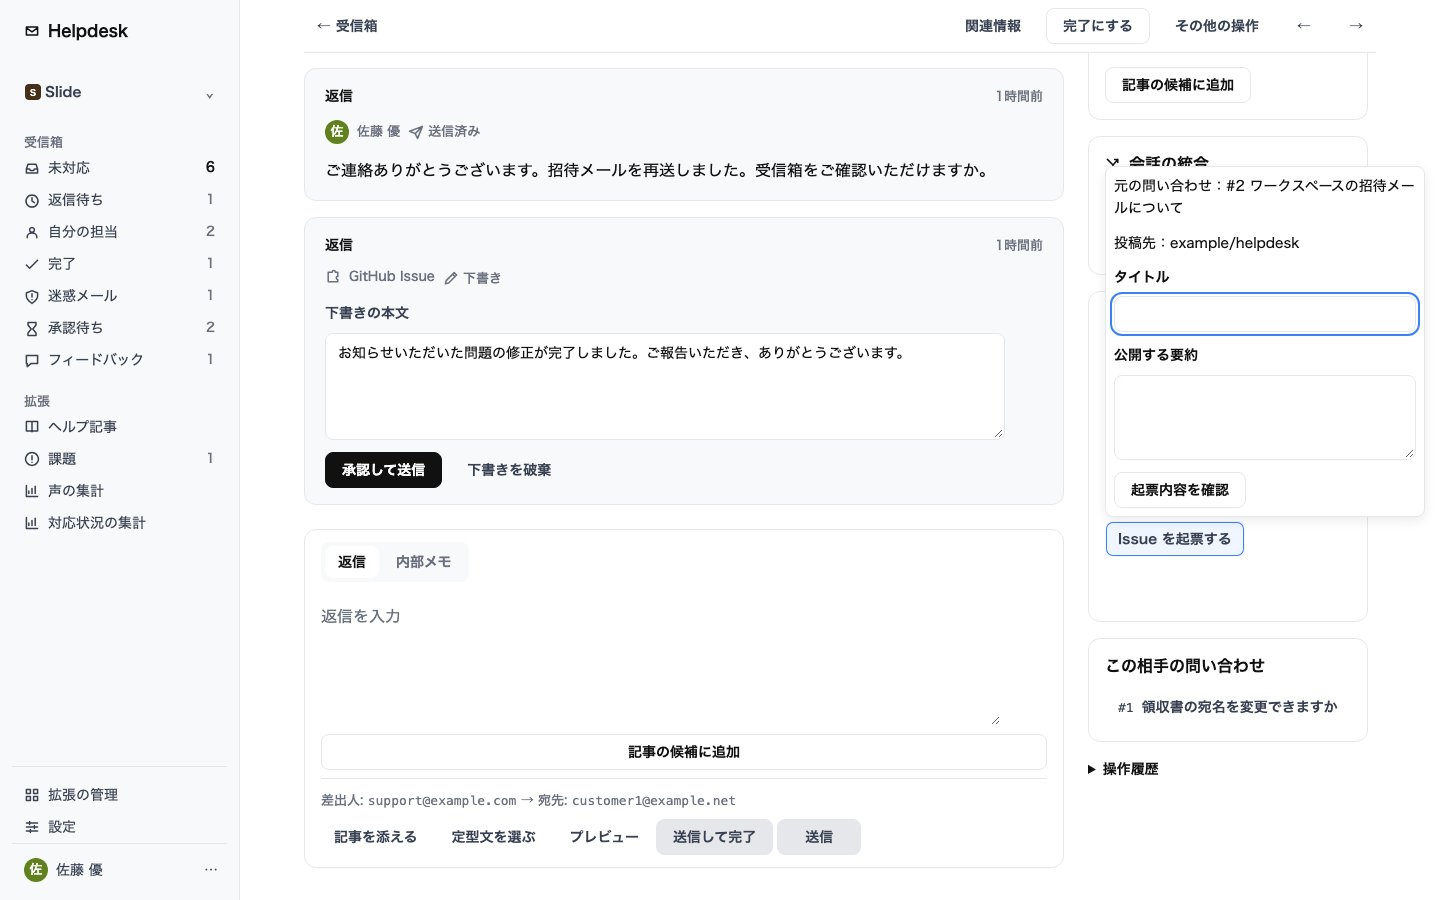 Helpdesk
S Slide
受信箱
未対応 6
返信待ち 1
自分の担当 2
完了 1
迷惑メール 1
承認待ち 2
フィードバック 1
拡張
ヘルプ記事
課題 1
声の集計
対応状況の集計
拡張の管理
設定
佐 佐藤 優 …
← 受信箱
関連情報 完了にする その他の操作 ← →
返信 1時間前
佐 佐藤 優 送信済み
ご連絡ありがとうございます。招待メールを再送しました。受信箱をご確認いただけますか。
返信 1時間前
GitHub Issue 下書き
下書きの本文
お知らせいただいた問題の修正が完了しました。ご報告いただき、ありがとうございます。
承認して送信 下書きを破棄
返信 内部メモ
返信を入力
記事の候補に追加
差出人: support@example.com → 宛先: customer1@example.net
記事を添える 定型文を選ぶ プレビュー 送信して完了 送信
記事の候補に追加
会話の統合
元の問い合わせ：#2 ワークスペースの招待メー
ルについて
投稿先：example/helpdesk
タイトル
公開する要約
起票内容を確認
Issue を起票する
この相手の問い合わせ
#1 領収書の宛名を変更できますか
▶ 操作履歴